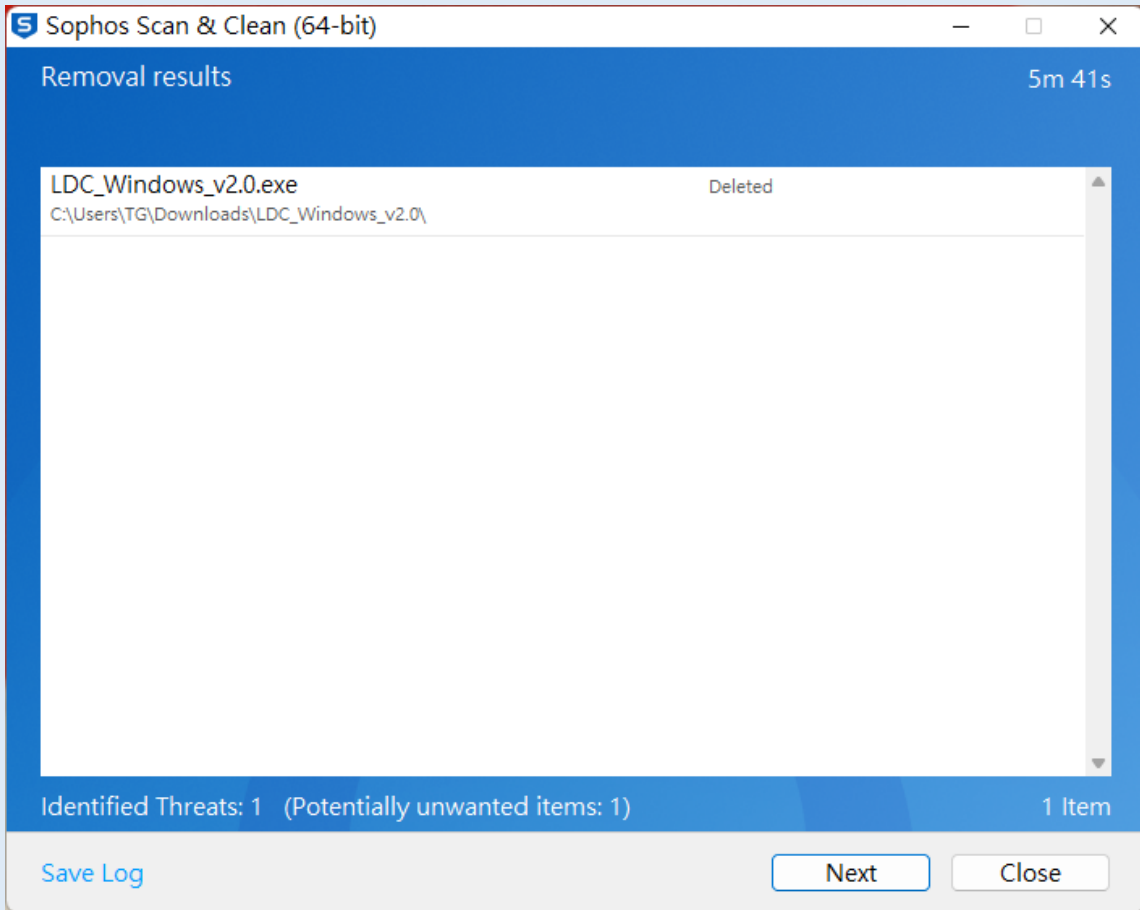 Sophos Scan & Clean (64-bit)
Removal results
5m 41s
LDC_Windows_v2.0.exe
Deleted
C:\Users\TG\Downloads\LDC_Windows_v2.0\
Identified Threats: 1 (Potentially unwanted items: 1)
1 Item
Save Log
Next
Close